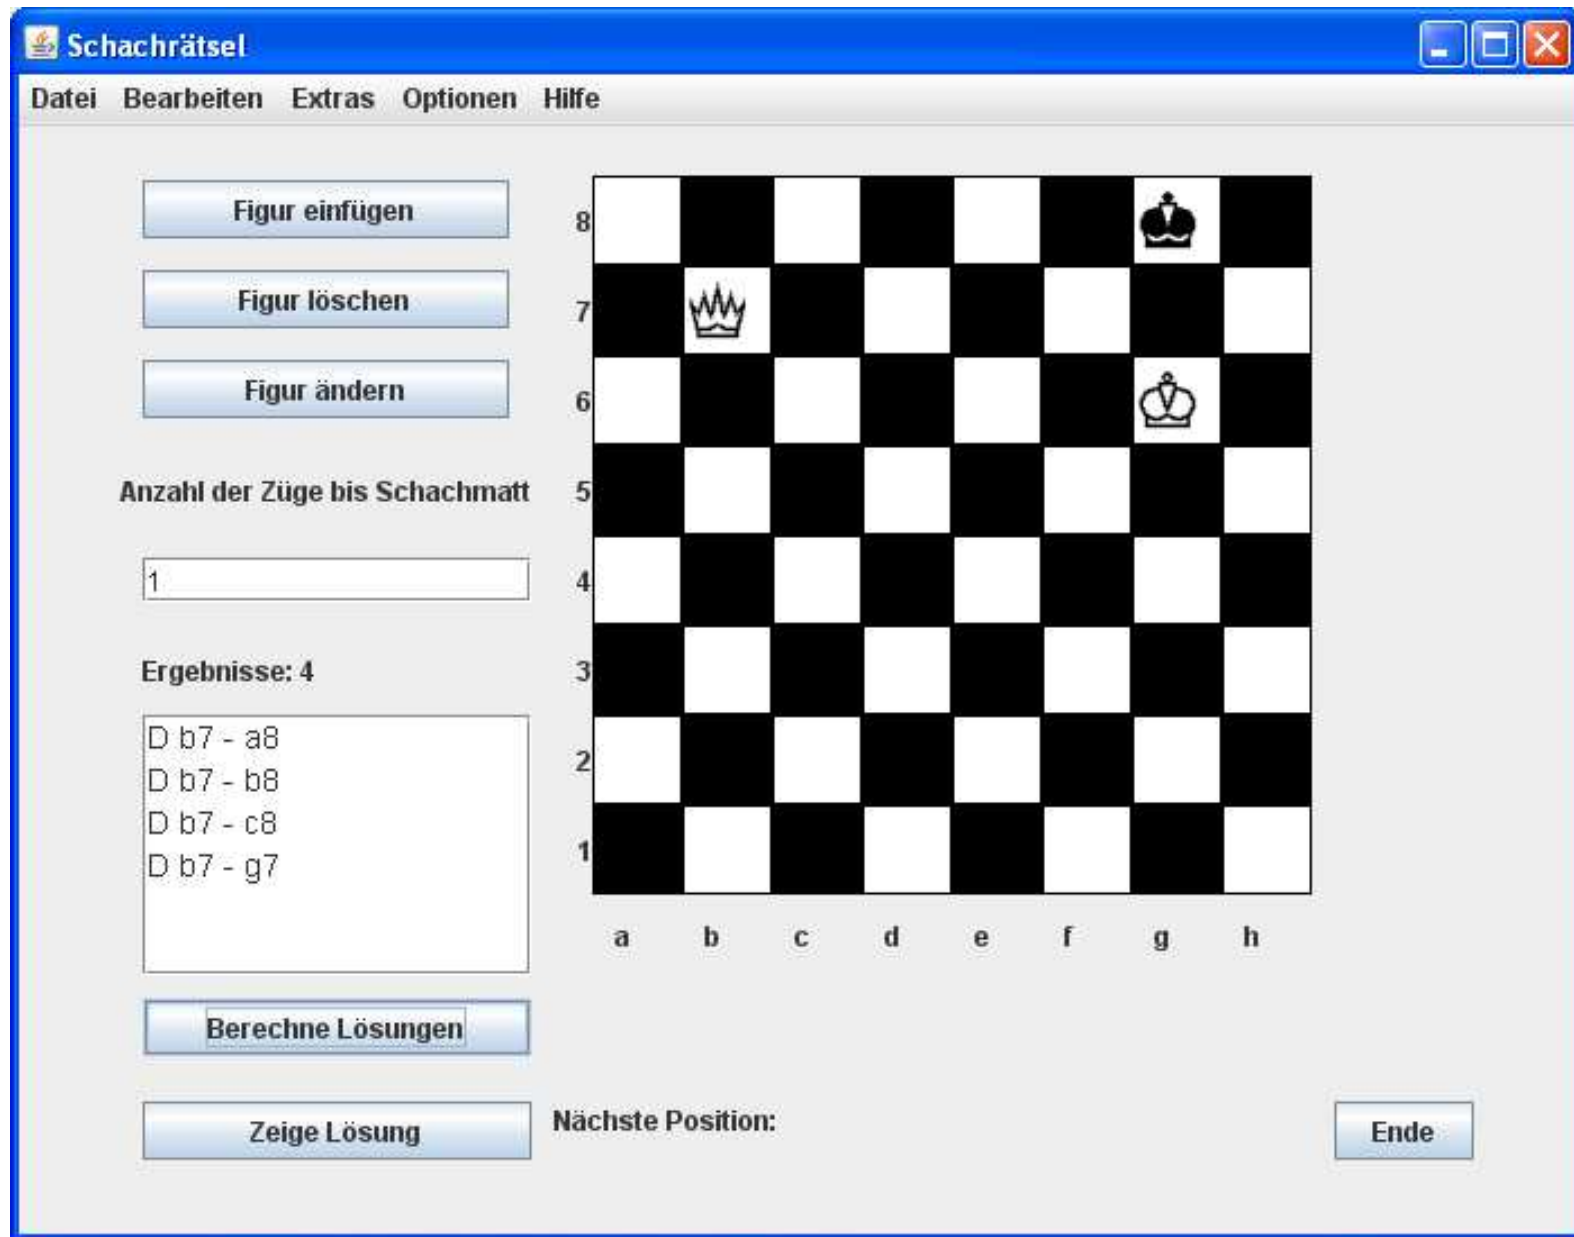 Schachrätsel
Datei Bearbeiten Extras Optionen Hilfe
Figur einfügen
Figur löschen
Figur ändern
Anzahl der Züge bis Schachmatt
1
Ergebnisse: 4
D b7 - a8
D b7 - b8
D b7 - c8
D b7 - g7
Berechne Lösungen
Zeige Lösung
8
7
6
5
4
3
2
1
a b c d e f g h
Nächste Position:
Ende